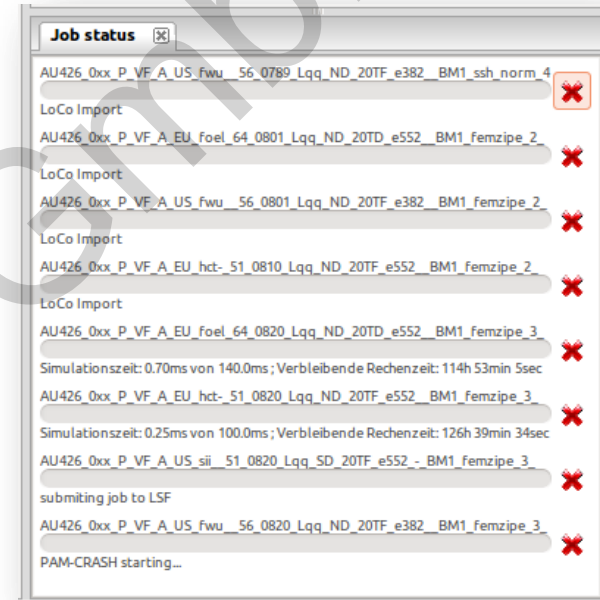 Job status
AU426_0xx_P_VF_A_US_fwu__56_0789_Lqq_ND_20TF_e382__BM1_ssh_norm_4
LoCo Import
AU426_0xx_P_VF_A_EU_foel_64_0801_Lqq_ND_20TD_e552__BM1_femzipe_2_
LoCo Import
AU426_0xx_P_VF_A_US_fwu__56_0801_Lqq_ND_20TF_e382__BM1_femzipe_2_
LoCo Import
AU426_0xx_P_VF_A_EU_hct-_51_0810_Lqq_ND_20TF_e552__BM1_femzipe_2_
LoCo Import
AU426_0xx_P_VF_A_EU_foel_64_0820_Lqq_ND_20TD_e552__BM1_femzipe_3_
Simulationszeit: 0.70ms von 140.0ms ; Verbleibende Rechenzeit: 114h 53min 5sec
AU426_0xx_P_VF_A_EU_hct-_51_0820_Lqq_ND_20TF_e552__BM1_femzipe_3_
Simulationszeit: 0.25ms von 100.0ms ; Verbleibende Rechenzeit: 126h 39min 34sec
AU426_0xx_P_VF_A_US_sii__51_0820_Lqq_SD_20TF_e552_-_BM1_femzipe_3_
submiting job to LSF
AU426_0xx_P_VF_A_US_fwu__56_0820_Lqq_ND_20TF_e382__BM1_femzipe_3_
PAM-CRASH starting...
Gmb